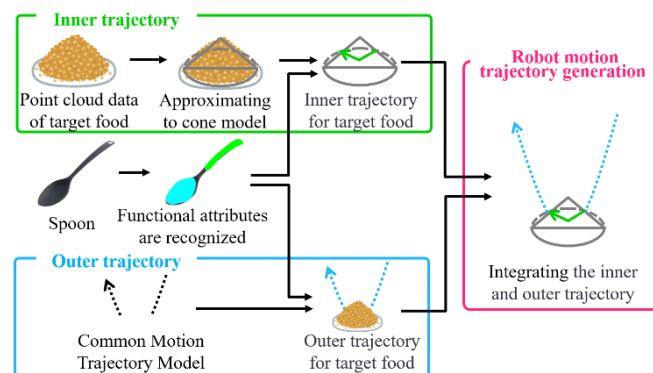 Inner trajectory
Point cloud data
of target food
Approximating
to cone model
Inner trajectory
for target food
Spoon
Functional attributes
are recognized
Outer trajectory
Common Motion
Trajectory Model
Outer trajectory
for target food
Robot motion
trajectory generation
Integrating the inner
and outer trajectory